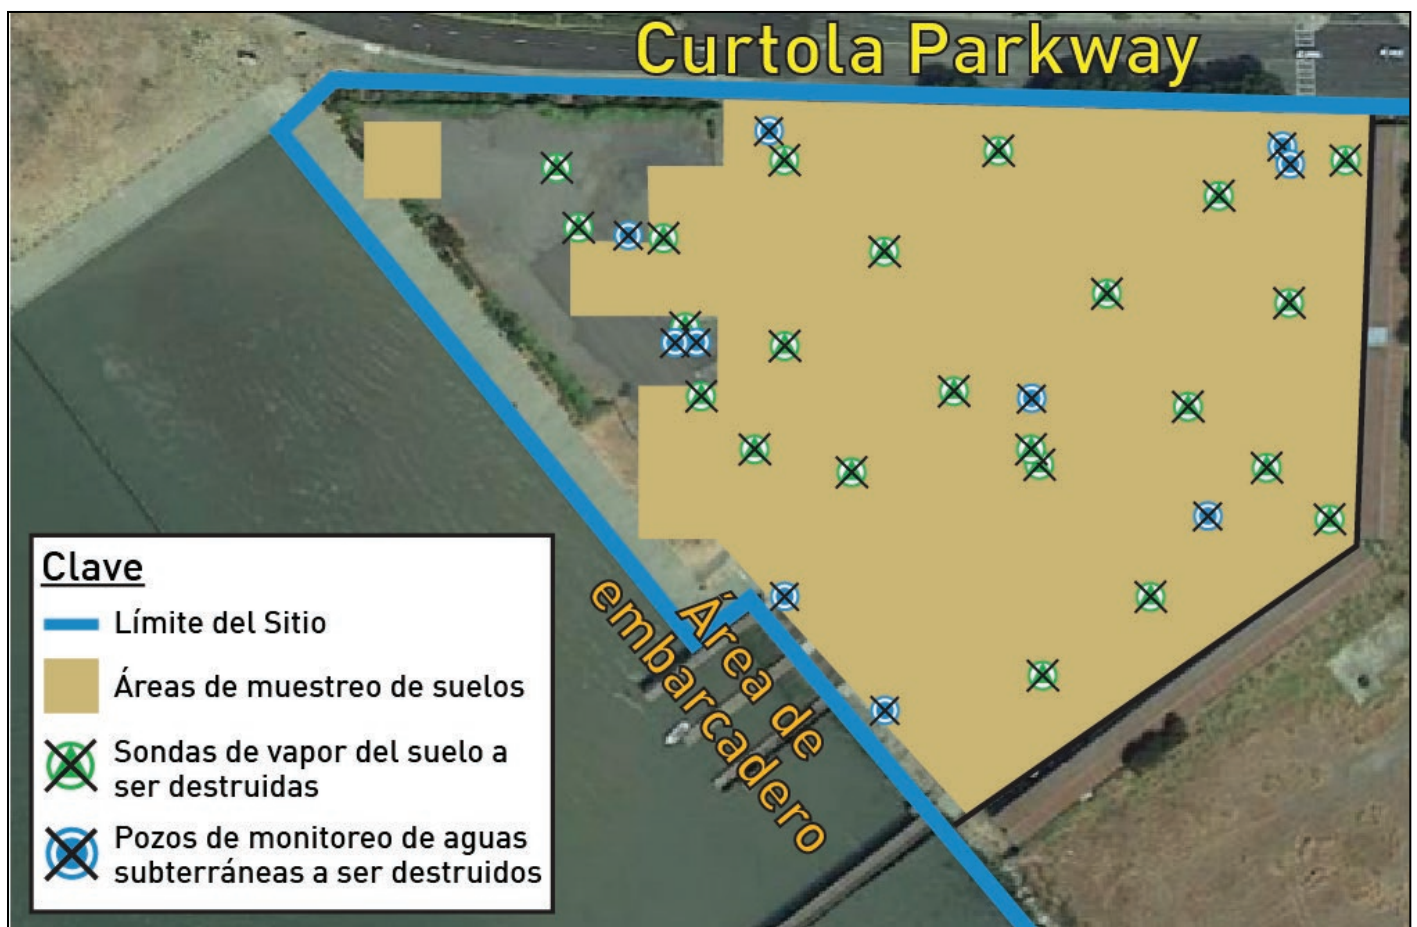 Curtola Parkway
Área de
embarcadero
Clave
Límite del Sitio
Áreas de muestreo de suelos
Sondas de vapor del suelo a
ser destruidas
Pozos de monitoreo de aguas
subterráneas a ser destruidos